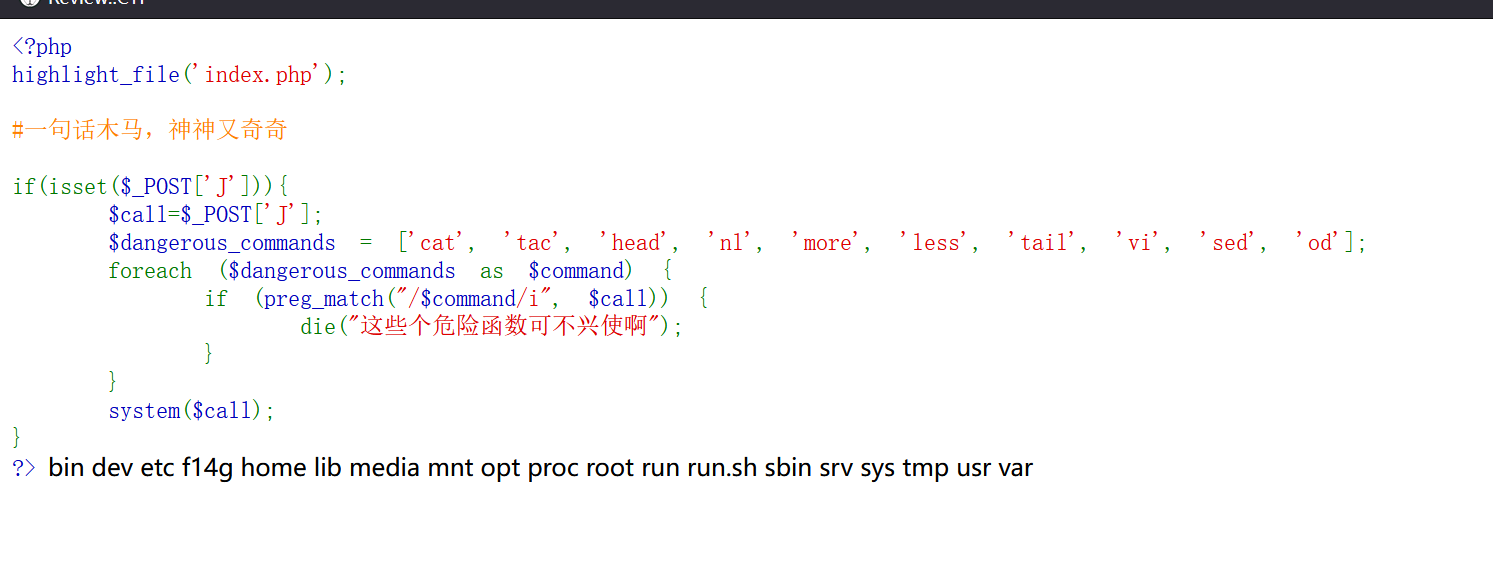 <?php
highlight_file('index.php');
#一句话木马，神神又奇奇
if(isset($_POST['J'])){
$call=$_POST['J'];
$dangerous_commands = ['cat', 'tac', 'head', 'nl', 'more', 'less', 'tail', 'vi', 'sed', 'od'];
foreach ($dangerous_commands as $command) {
if (preg_match("/$command/i", $call)) {
die("这些个危险函数可不兴使啊");
}
}
system($call);
}
?> bin dev etc f14g home lib media mnt opt proc root run run.sh sbin srv sys tmp usr var